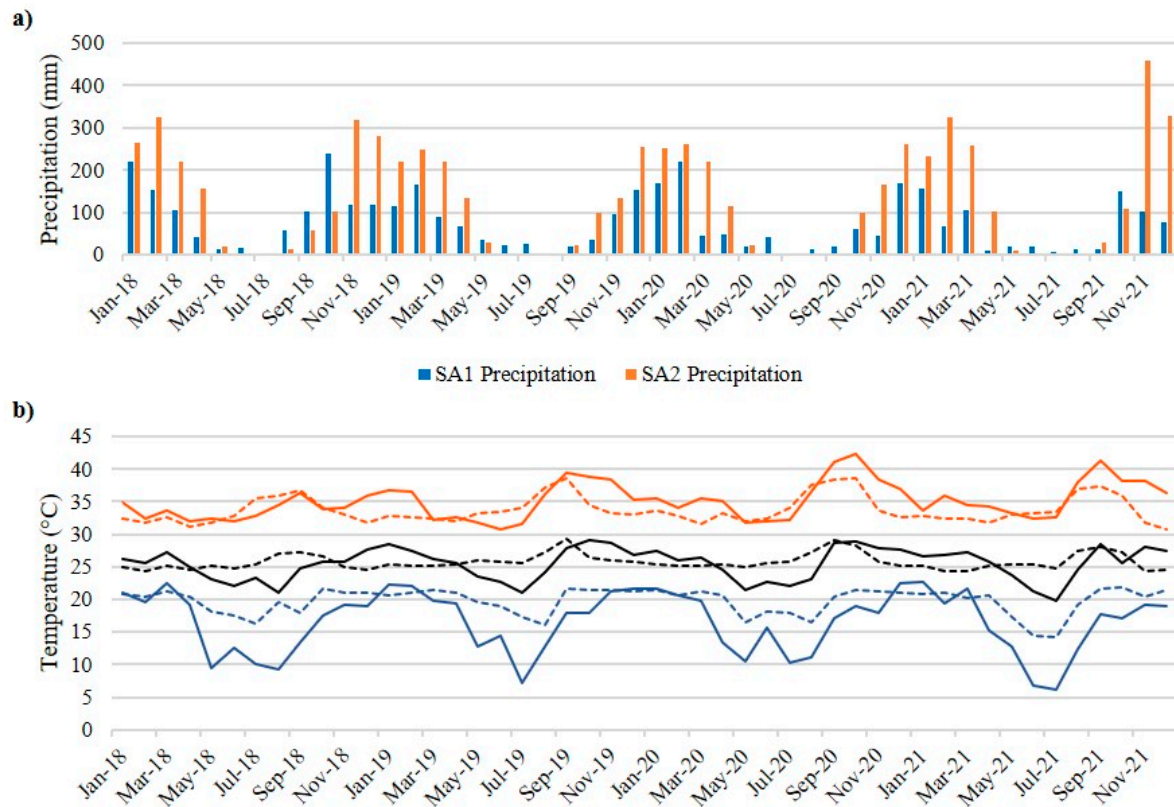 a)
Precipitation (mm)
500
400
300
200
100
0
Jan-18 Mar-18 May-18 Jul-18 Sep-18 Nov-18 Jan-19 Mar-19 May-19 Jul-19 Sep-19 Nov-19 Jan-20 Mar-20 May-20 Jul-20 Sep-20 Nov-20 Jan-21 Mar-21 May-21 Jul-21 Sep-21 Nov-21
SA1 Precipitation SA2 Precipitation
b)
Temperature (°C)
45
40
35
30
25
20
15
10
5
0
Jan-18 Mar-18 May-18 Jul-18 Sep-18 Nov-18 Jan-19 Mar-19 May-19 Jul-19 Sep-19 Nov-19 Jan-20 Mar-20 May-20 Jul-20 Sep-20 Nov-20 Jan-21 Mar-21 May-21 Jul-21 Sep-21 Nov-21